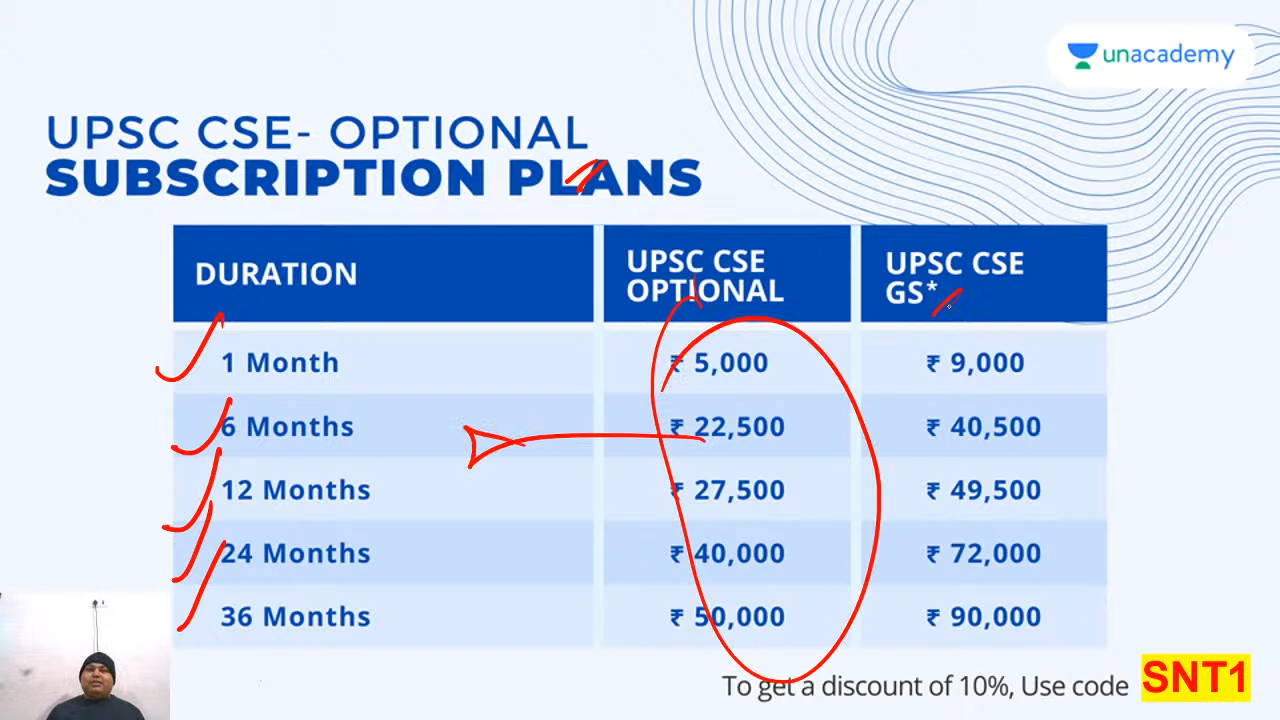 unacademy
UPSC CSE- OPTIONAL
SUBSCRIPTION PLANS
DURATION
UPSC CSE
OPTIONAL
UPSC CSE
GS*
1 Month ₹ 5,000 ₹ 9,000
6 Months ₹ 22,500 ₹ 40,500
12 Months ₹ 27,500 ₹ 49,500
24 Months ₹ 40,000 ₹ 72,000
36 Months ₹ 50,000 ₹ 90,000
To get a discount of 10%, Use code SNT1